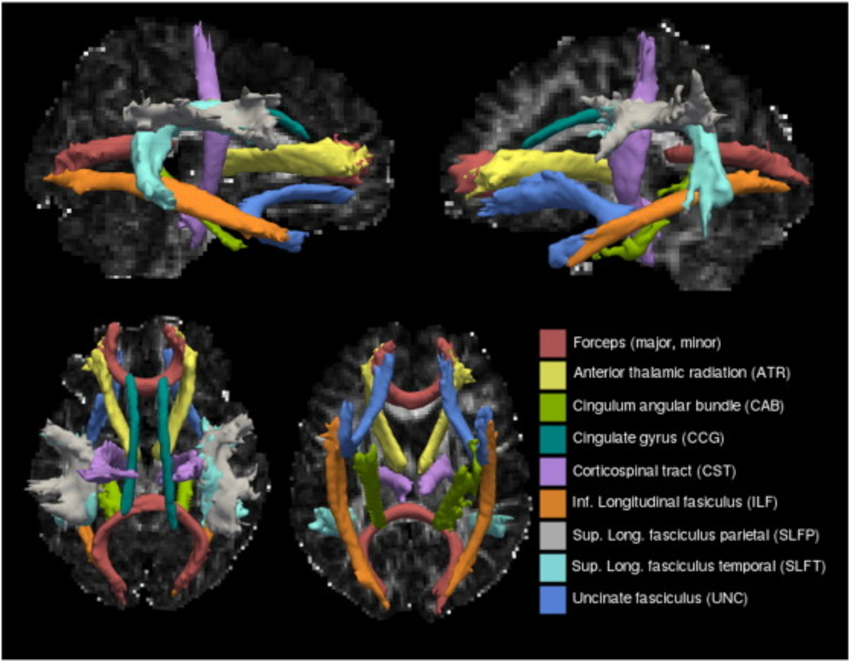 Forceps (major, minor)
Anterior thalamic radiation (ATR)
Cingulum angular bundle (CAB)
Cingulate gyrus (CCG)
Corticospinal tract (CST)
Inf. Longitudinal fasiculus (ILF)
Sup. Long. fasciculus parietal (SLFP)
Sup. Long. fasciculus temporal (SLFT)
Uncinate fasciculus (UNC)